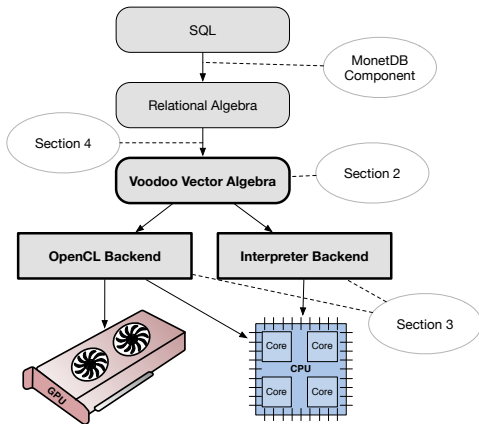 SQL
MonetDB
Component
Relational Algebra
Section 4
Voodoo Vector Algebra
Section 2
OpenCL Backend
Interpreter Backend
Section 3
GPU
Core
Core
CPU
Core
Core